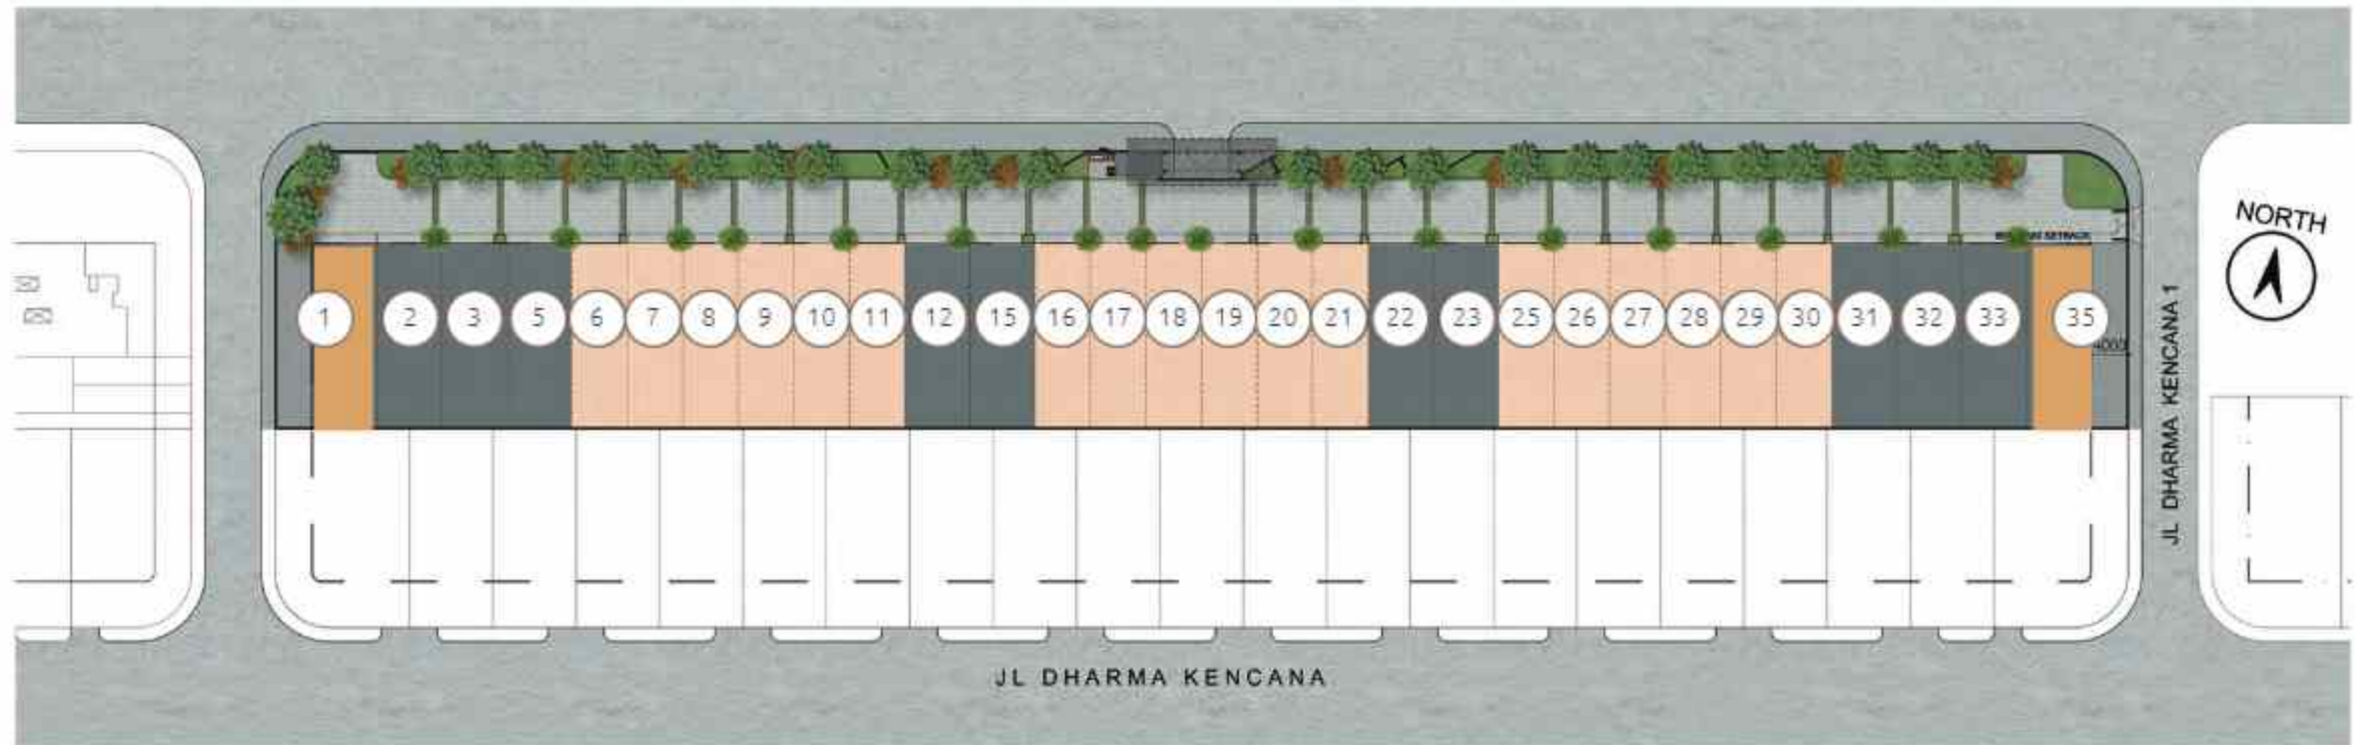 NORTH
1 2 3 5 6 7 8 9 10 11 12 15 16 17 18 19 20 21 22 23 25 26 27 28 29 30 31 32 33 35
4000
JL DHARMA KENCANA 1
JL DHARMA KENCANA